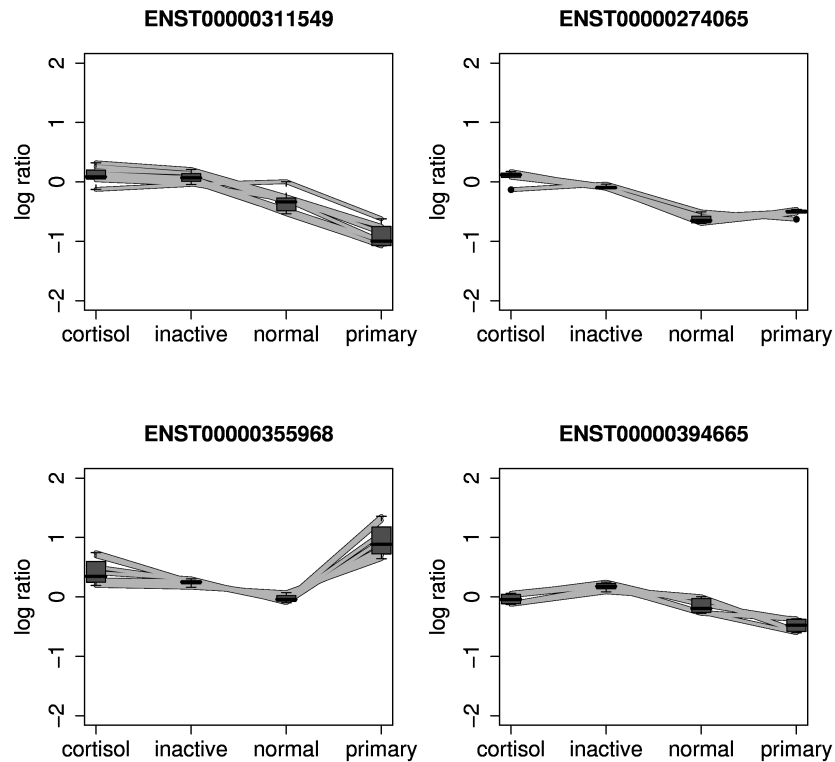 ENST00000311549
2
1
0
−1
−2
log ratio
cortisol inactive normal primary
ENST00000274065
2
1
0
−1
−2
log ratio
cortisol inactive normal primary
ENST00000355968
2
1
0
−1
−2
log ratio
cortisol inactive normal primary
ENST00000394665
2
1
0
−1
−2
log ratio
cortisol inactive normal primary